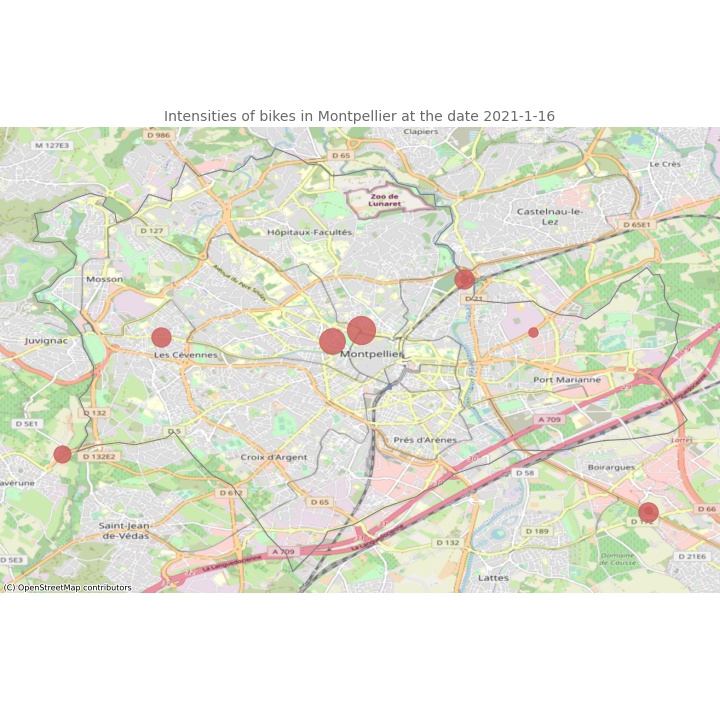 Intensities of bikes in Montpellier at the date 2021-1-16
D 986
Clapiers
M 127E3
D 65
Le Crès
Zoo de
Lunaret
Castelnau-le-
Lez
D 65E1
D 127
Hôpitaux-Facultés
Mosson
D 21
Juvignac
Les Cévennes
Montpellier
Port Marianne
D 132
A 709
D 5E1
D 5
Prés d'Arènes
D 132E2
Croix d'Argent
Boirargues
D 58
D 612
D 65
D 66
Saint-Jean-
de-Védas
D 189
D 132
A 709
La Languedocienne
D 5E3
Domaine
de Causse
D 21E6
Lattes
(C) OpenStreetMap contributors